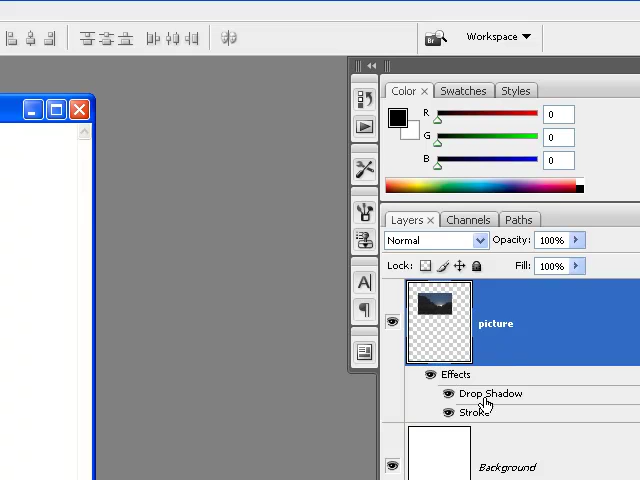 Br
Workspace
Color × Swatches Styles
R 0
G 0
B 0
A
¶
Layers × Channels Paths
Normal Opacity: 100%
Lock: Fill: 100%
picture
Effects
Drop Shadow
Stroke
Background